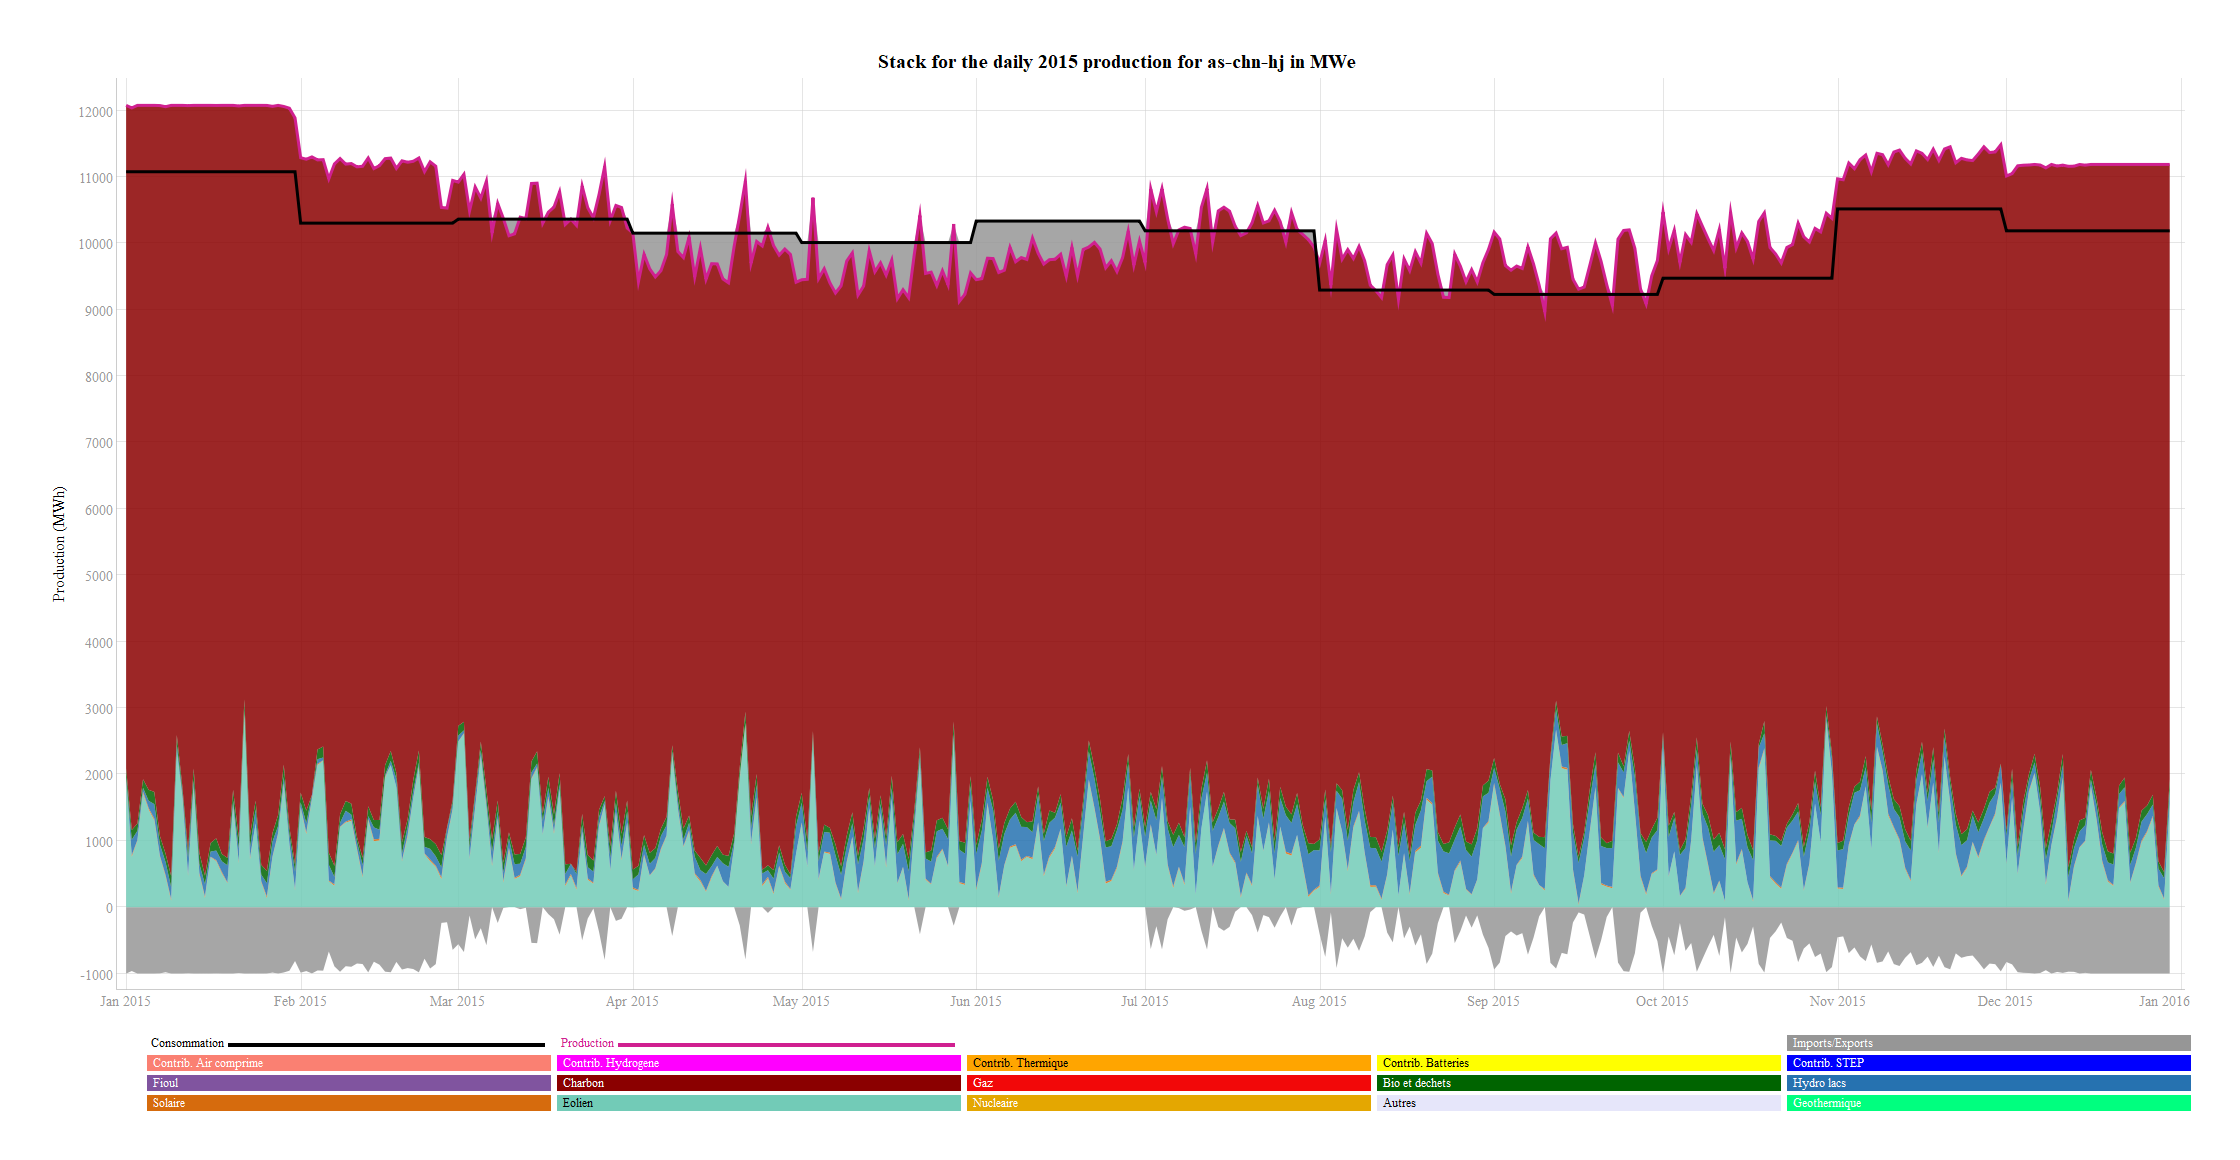 Stack for the daily 2015 production for as-chn-hj in MWe
12000
11000
10000
9000
8000
7000
6000
5000
4000
3000
2000
1000
0
-1000
Production (MWh)
Jan 2015 Feb 2015 Mar 2015 Apr 2015 May 2015 Jun 2015 Jul 2015 Aug 2015 Sep 2015 Oct 2015 Nov 2015 Dec 2015 Jan 2016
Consommation Production Imports/Exports
Contrib. Air comprime Contrib. Hydrogene Contrib. Thermique Contrib. Batteries Contrib. STEP
Fioul Charbon Gaz Bio et dechets Hydro lacs
Solaire Eolien Nucleaire Autres Geothermique